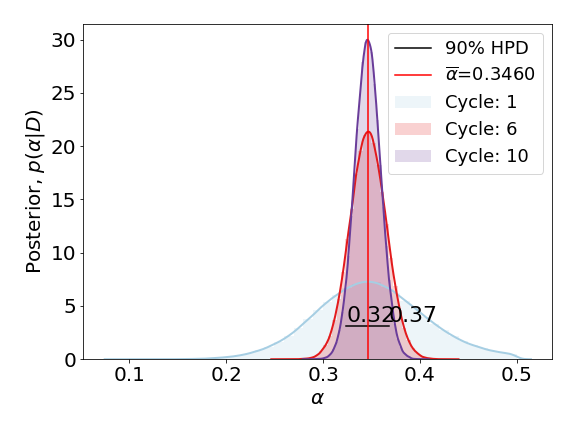 30
25
20
15
10
5
0
Posterior, p(α|D)
90% HPD
α̅=0.3460
Cycle: 1
Cycle: 6
Cycle: 10
0.32 0.37
0.1 0.2 0.3 0.4 0.5
α